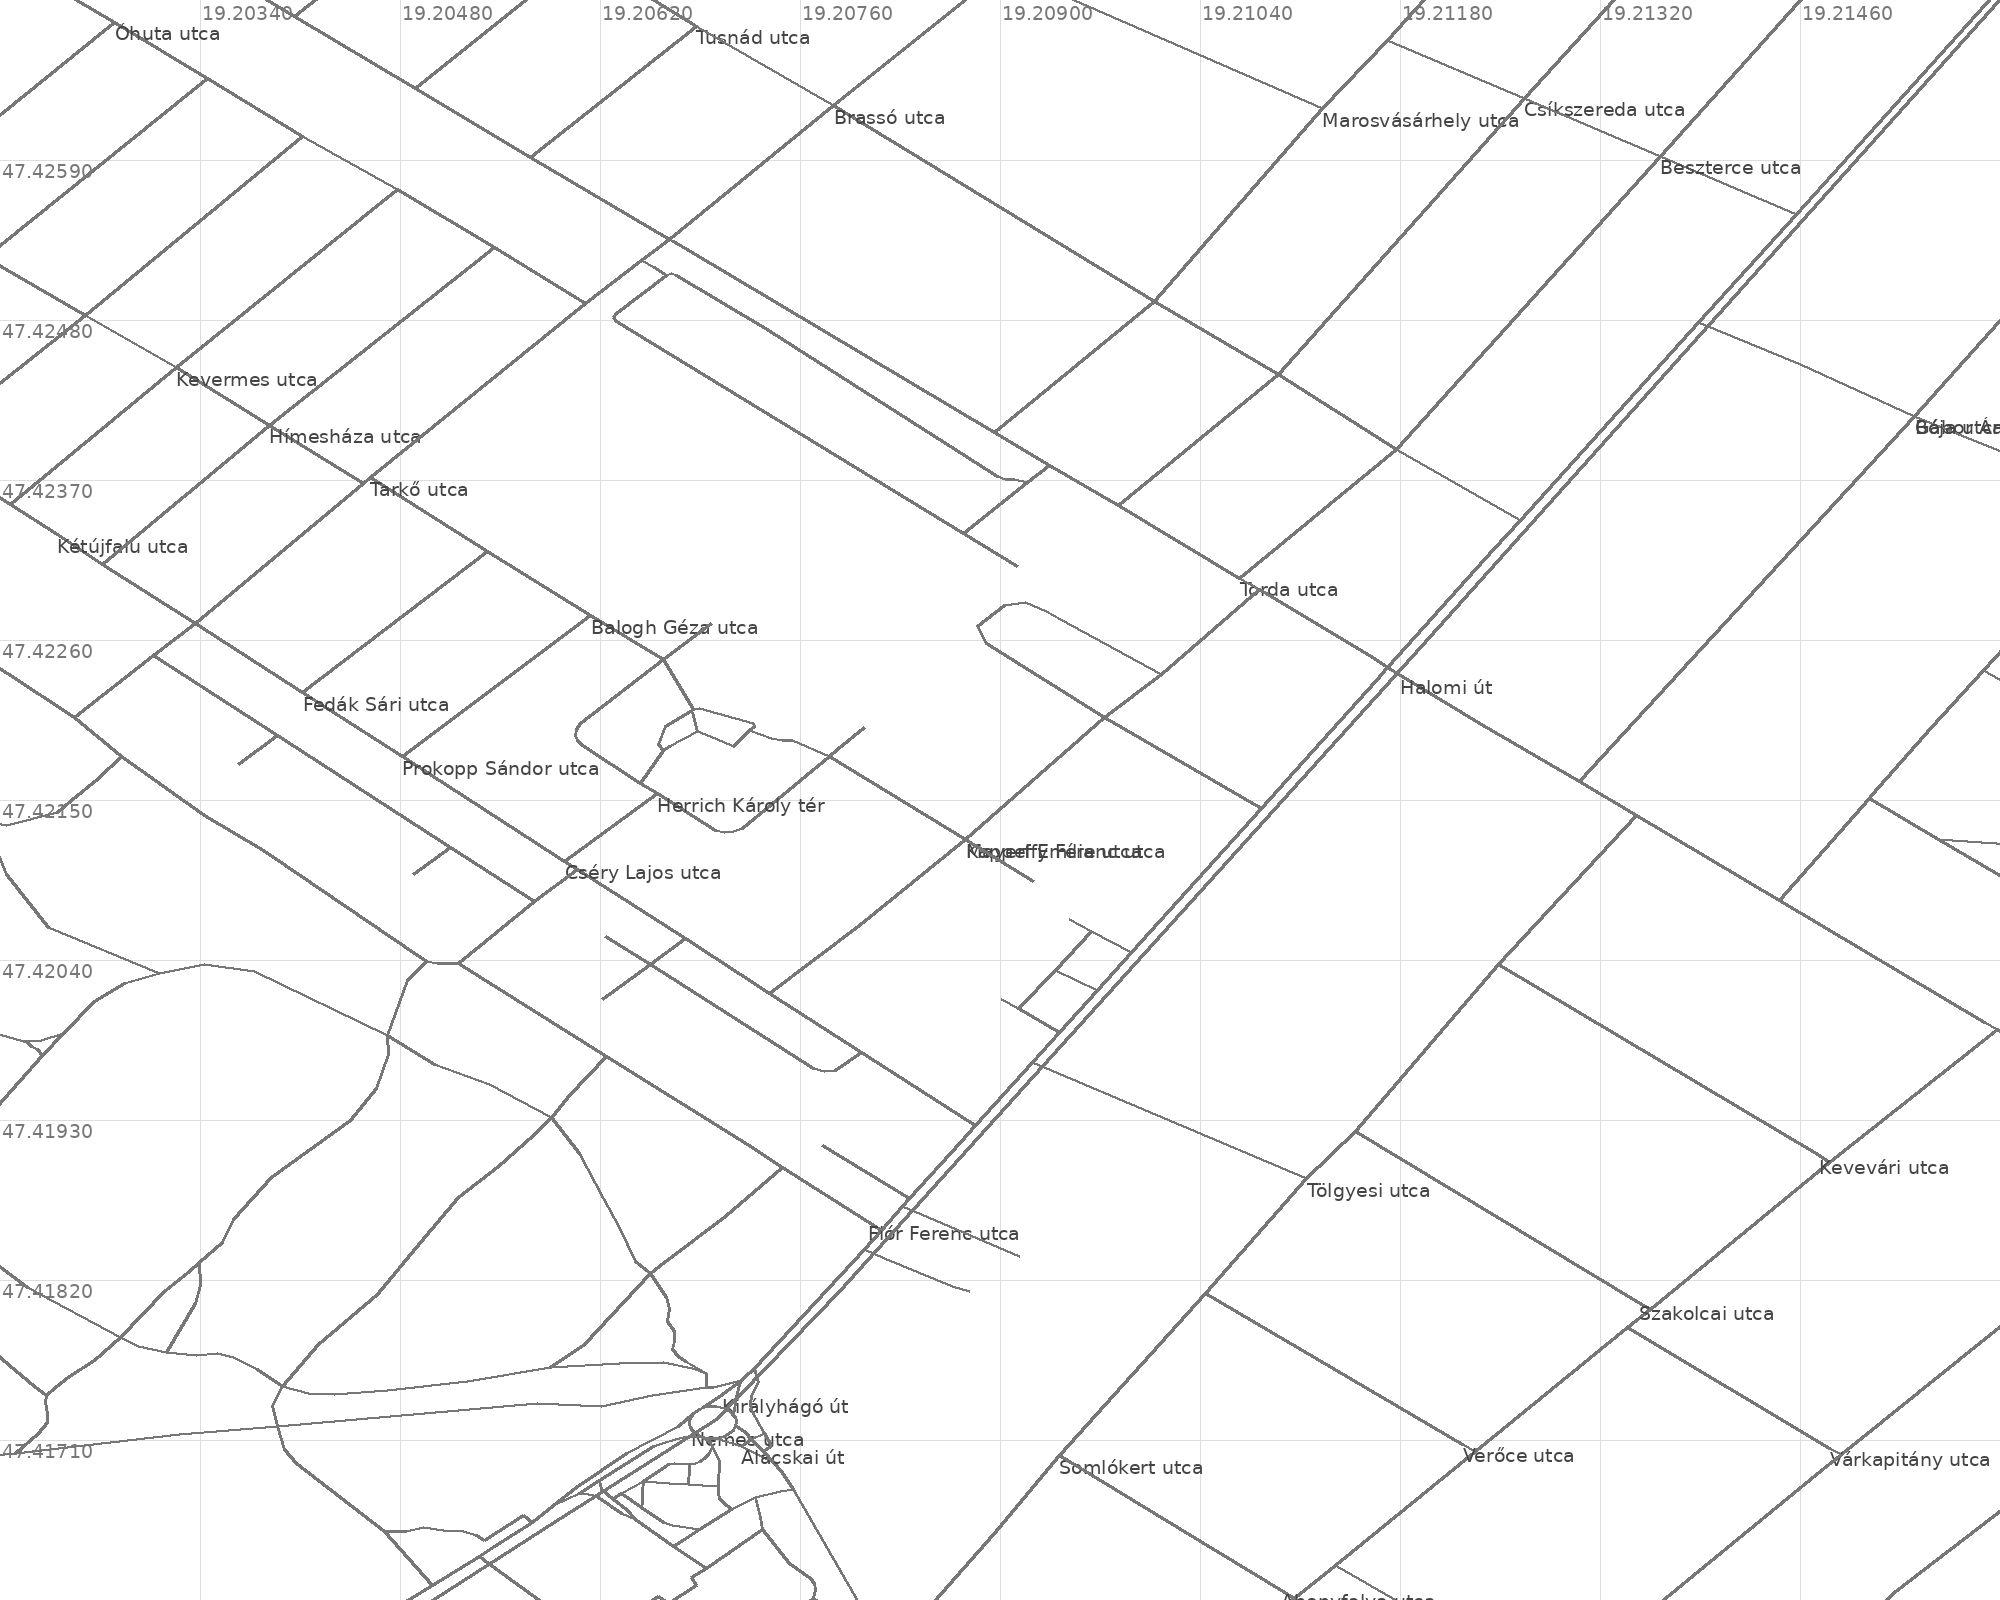 19.20340 19.20480 19.20620 19.20760 19.20900 19.21040 19.21180 19.21320 19.21460
Óhuta utca
Tusnád utca
Csíkszereda utca
Brassó utca
Marosvásárhely utca
47.42590
Beszterce utca
47.42480
Kevermes utca
Hímesháza utca
47.42370
Tarkő utca
Kétújfalu utca
Torda utca
Balogh Géza utca
47.42260
Halomi út
Fedák Sári utca
Prokopp Sándor utca
Herrich Károly tér
47.42150
Cséry Lajos utca
47.42040
47.41930
Kevevári utca
Tölgyesi utca
Flór Ferenc utca
47.41820
Szakolcai utca
Királyhágó út
Nemes utca
47.41710
Alacskai út
Verőce utca
Várkapitány utca
Somlókert utca